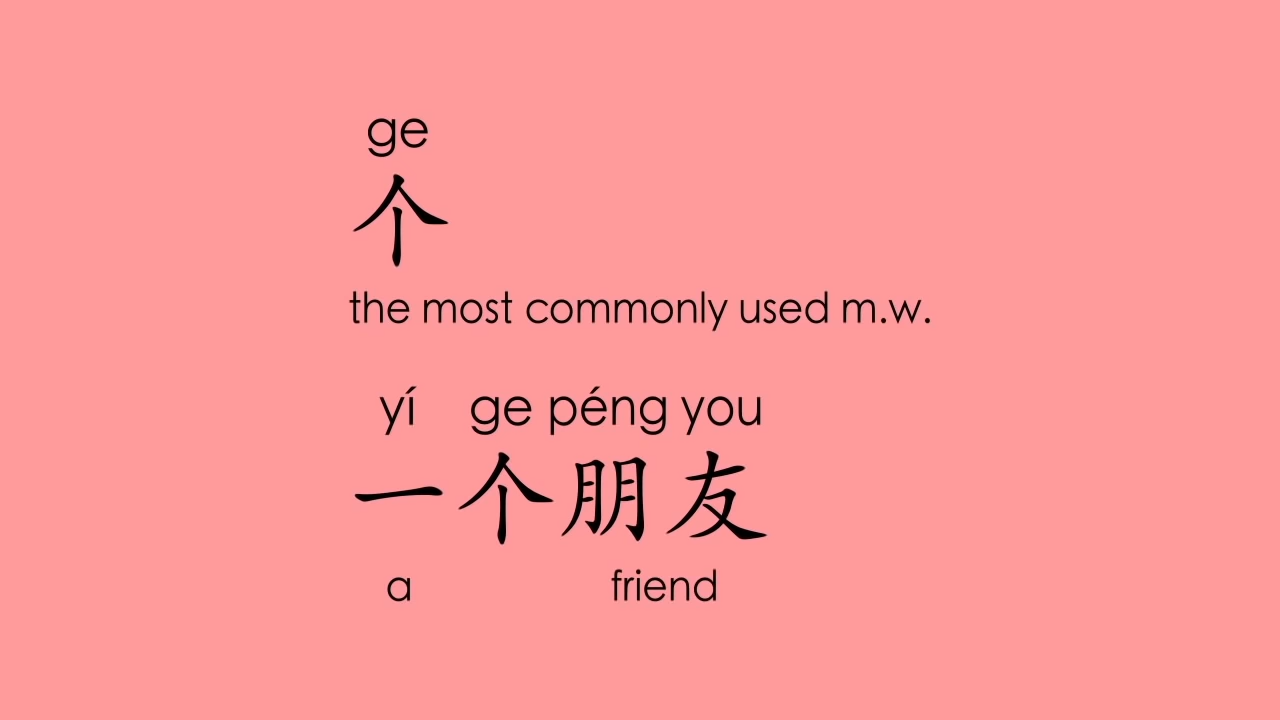 ge
个
the most commonly used m.w.
yí ge péng you
一个朋友
a friend